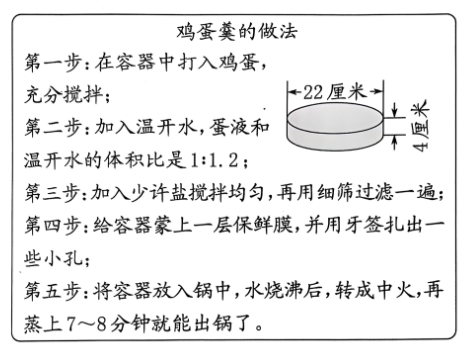 鸡蛋羹的做法
第一步:在容器中打入鸡蛋,
充分搅拌;
第二步:加入温开水,蛋液和
温开水的体积比是1:1.2;
22厘米
4厘米
第三步:加入少许盐搅拌均匀,再用细筛过滤一遍;
第四步:给容器蒙上一层保鲜膜,并用牙签扎出一
些小孔;
第五步:将容器放入锅中,水烧沸后,转成中火,再
蒸上7～8分钟就能出锅了。